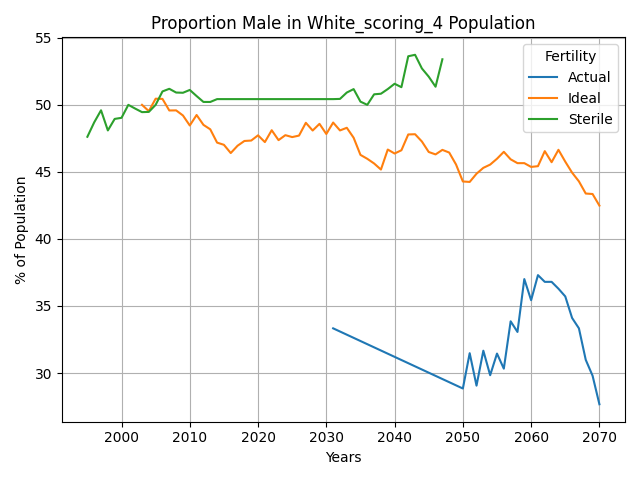 Proportion Male in White_scoring_4 Population
% of Population
55
50
45
40
35
30
2000
2010
2020
2030
2040
2050
2060
2070
Years
Fertility
Actual
Ideal
Sterile